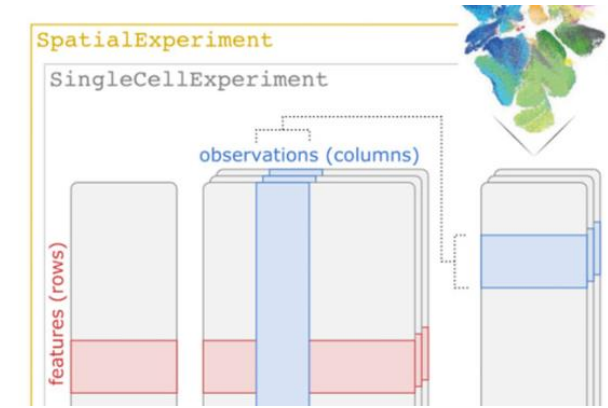 SpatialExperiment
SingleCellExperiment
observations (columns)
features (rows)